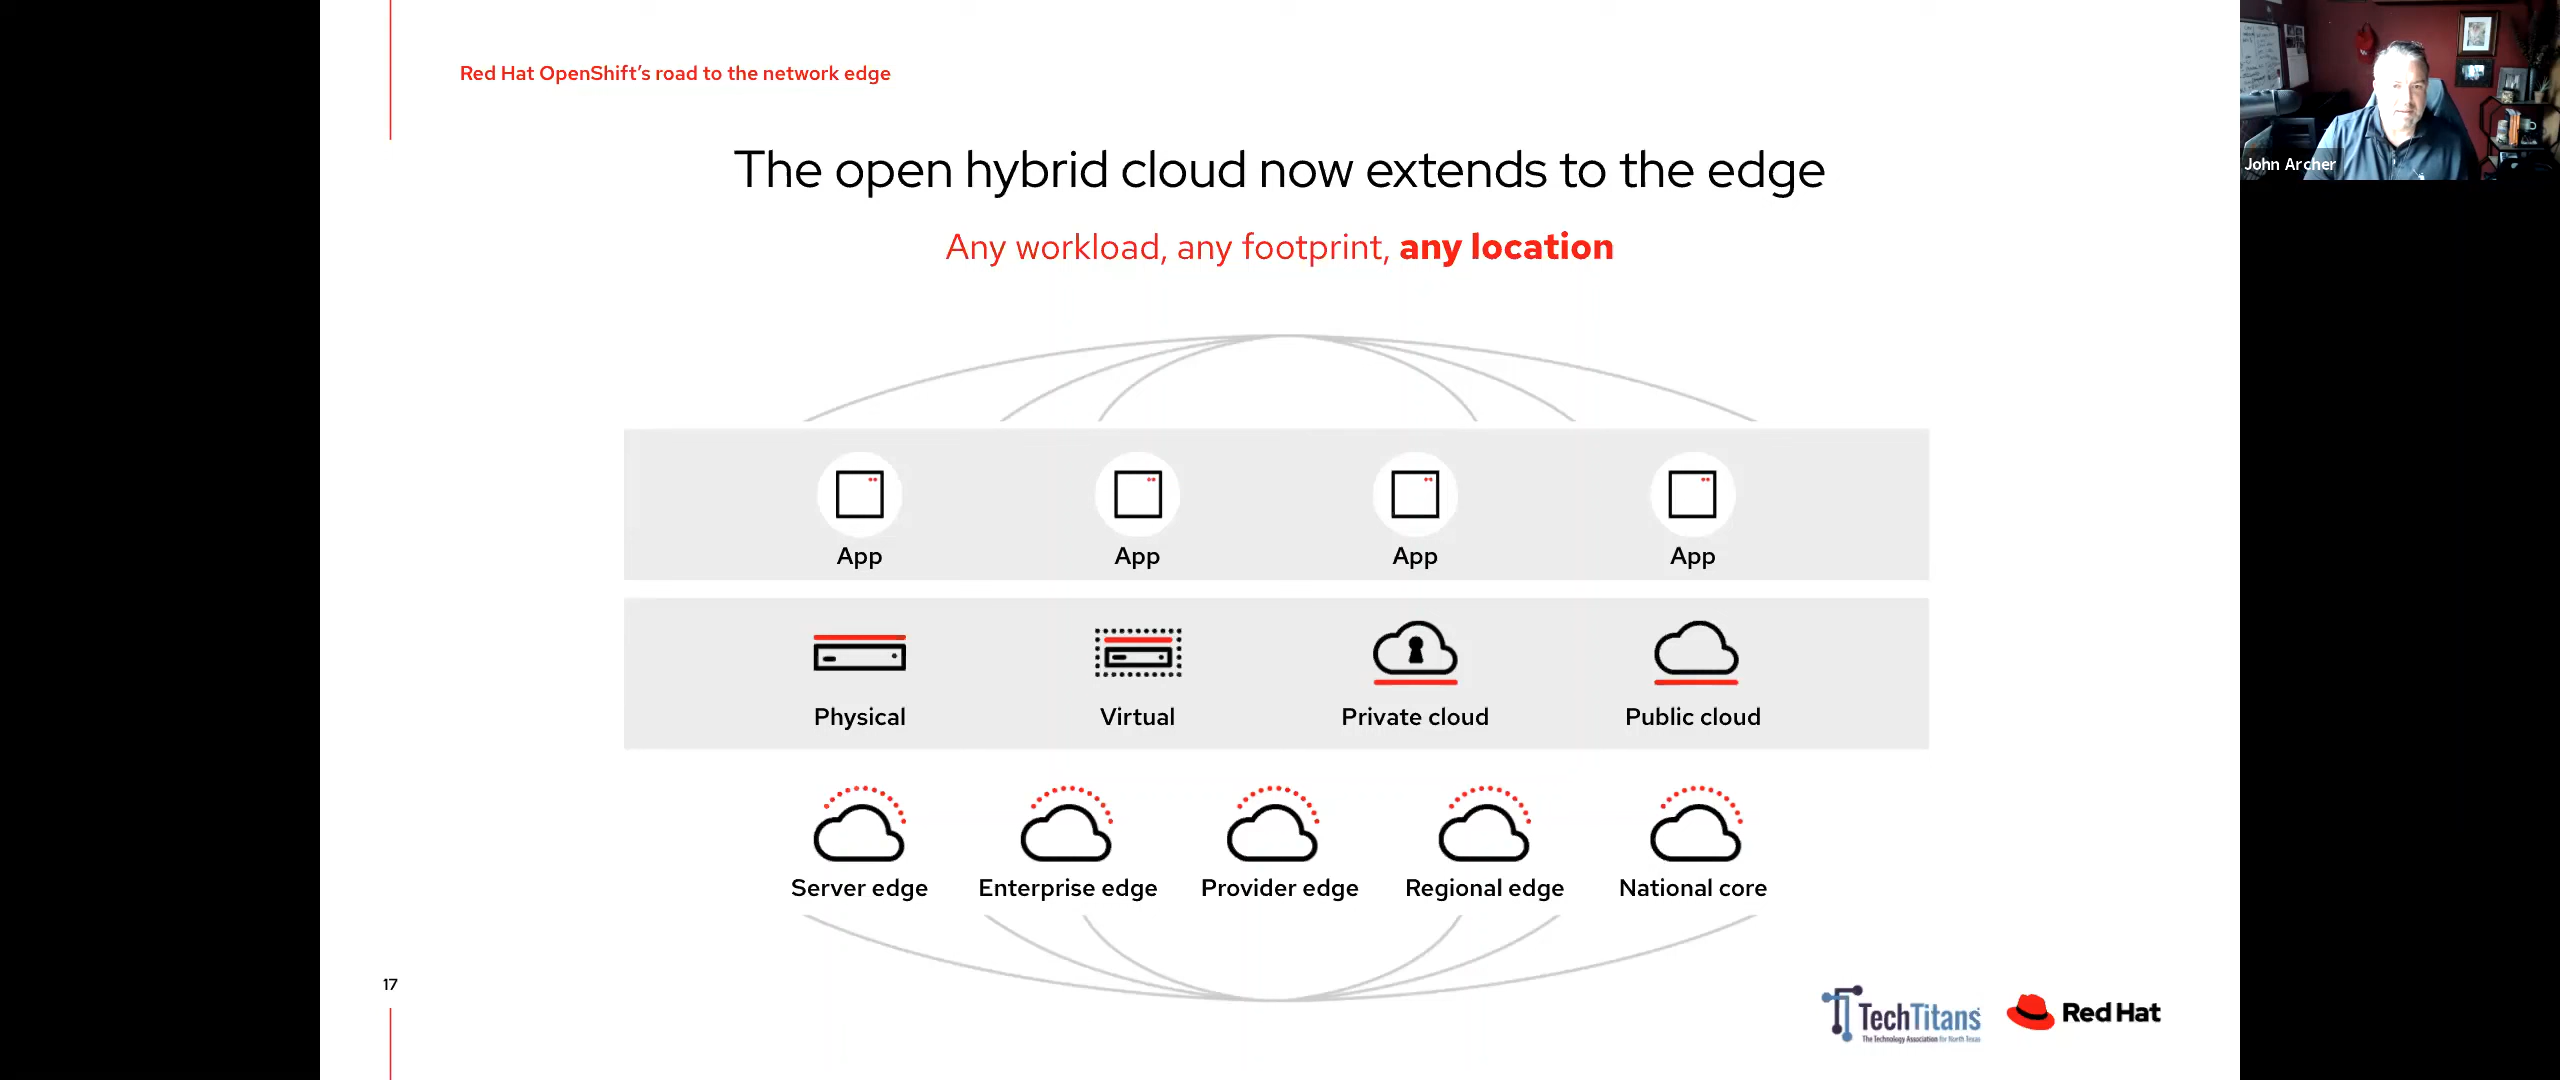 Red Hat OpenShift's road to the network edge
John Archer
The open hybrid cloud now extends to the edge
Any workload, any footprint, any location
App App App App
Physical Virtual Private cloud Public cloud
Server edge Enterprise edge Provider edge Regional edge National core
17
TechTitans
The Technology Association for North Texas
Red Hat